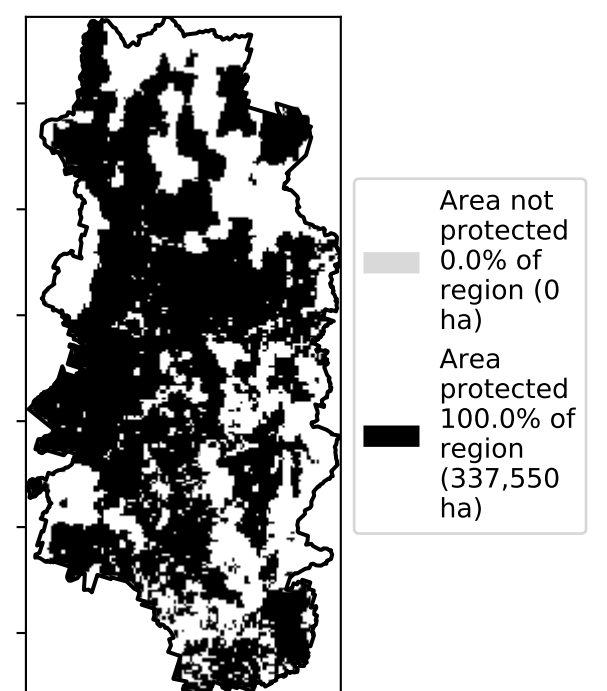 Area not
protected
0.0% of
region (0
ha)
Area
protected
100.0% of
region
(337,550
ha)